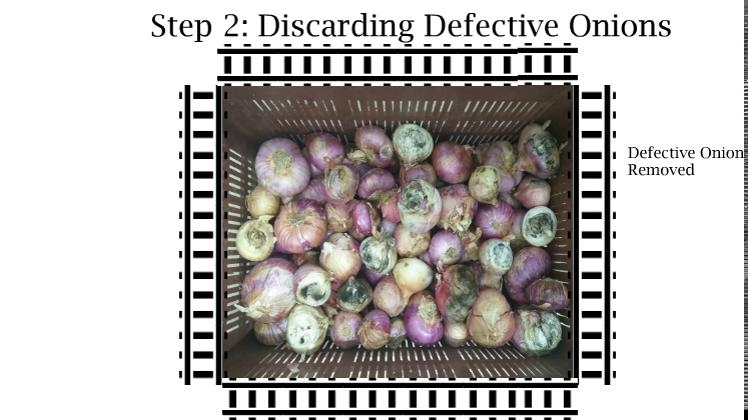 Step 2: Discarding Defective Onions
Defective Onion
Removed